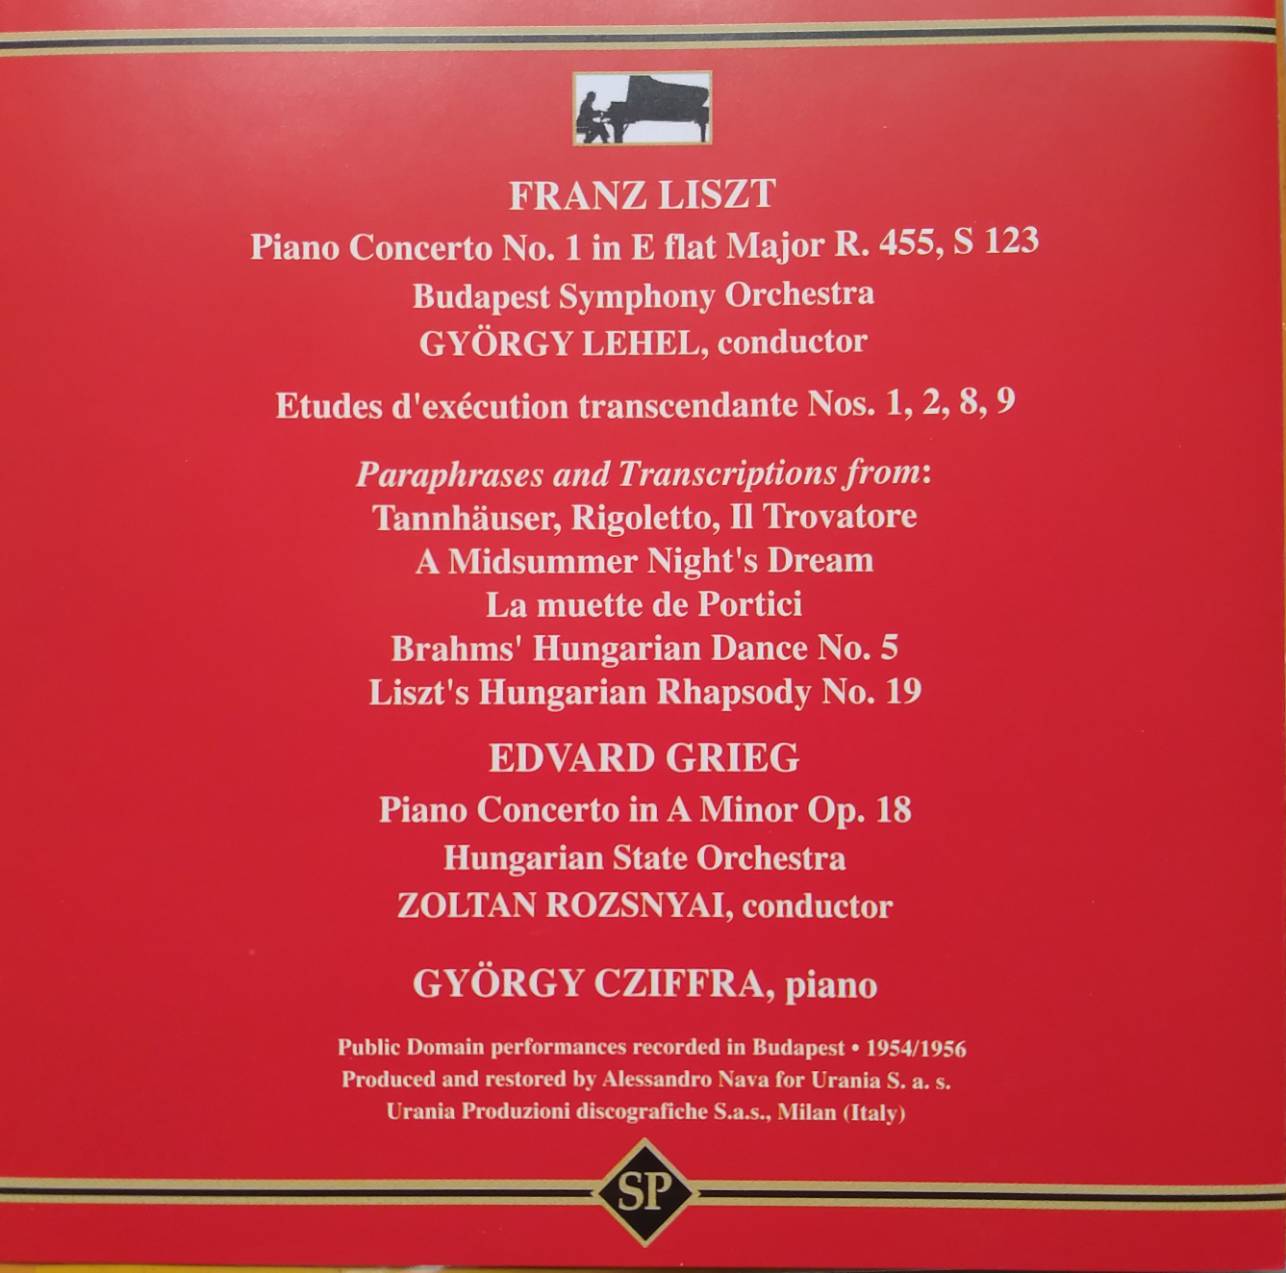 FRANZ LISZT
Piano Concerto No. 1 in E flat Major R. 455, S 123
Budapest Symphony Orchestra
GYÖRGY LEHEL, conductor
Etudes d'exécution transcendante Nos. 1, 2, 8, 9
Paraphrases and Transcriptions from:
Tannhäuser, Rigoletto, Il Trovatore
A Midsummer Night's Dream
La muette de Portici
Brahms' Hungarian Dance No. 5
Liszt's Hungarian Rhapsody No. 19
EDVARD GRIEG
Piano Concerto in A Minor Op. 18
Hungarian State Orchestra
ZOLTAN ROZSNYAI, conductor
GYÖRGY CZIFFRA, piano
Public Domain performances recorded in Budapest • 1954/1956
Produced and restored by Alessandro Nava for Urania S. a. s.
Urania Produzioni discografiche S.a.s., Milan (Italy)
SP